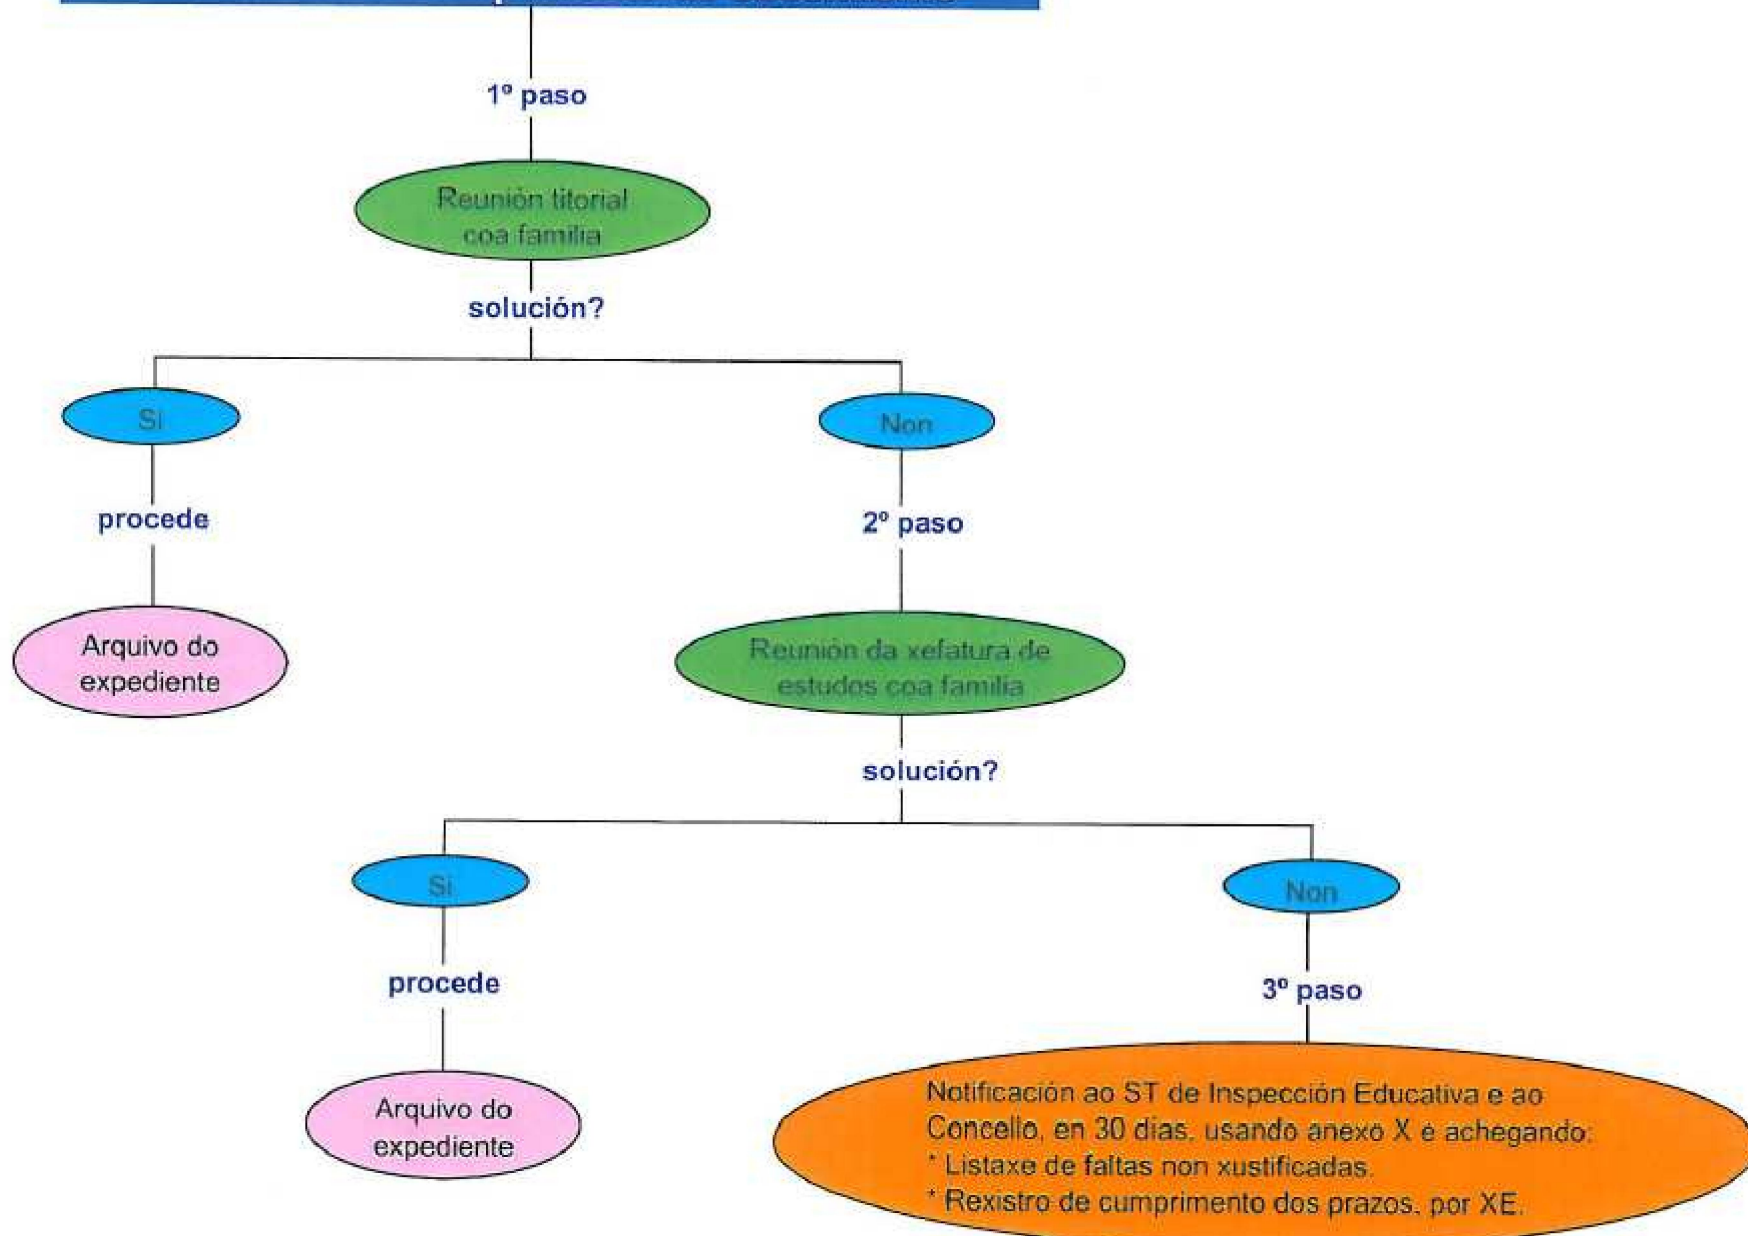 1º paso
Reunión titorial
coa familia
solución?
Si
Non
procede
2º paso
Arquivo do
expediente
Reunión da xefatura de
estudos coa familia
solución?
Si
Non
procede
3º paso
Arquivo do
expediente
Notificación ao ST de Inspección Educativa e ao
Concello, en 30 dias, usando anexo X e achegando:
* Listaxe de faltas non xustificadas.
* Rexistro de cumprimento dos prazos, por XE.